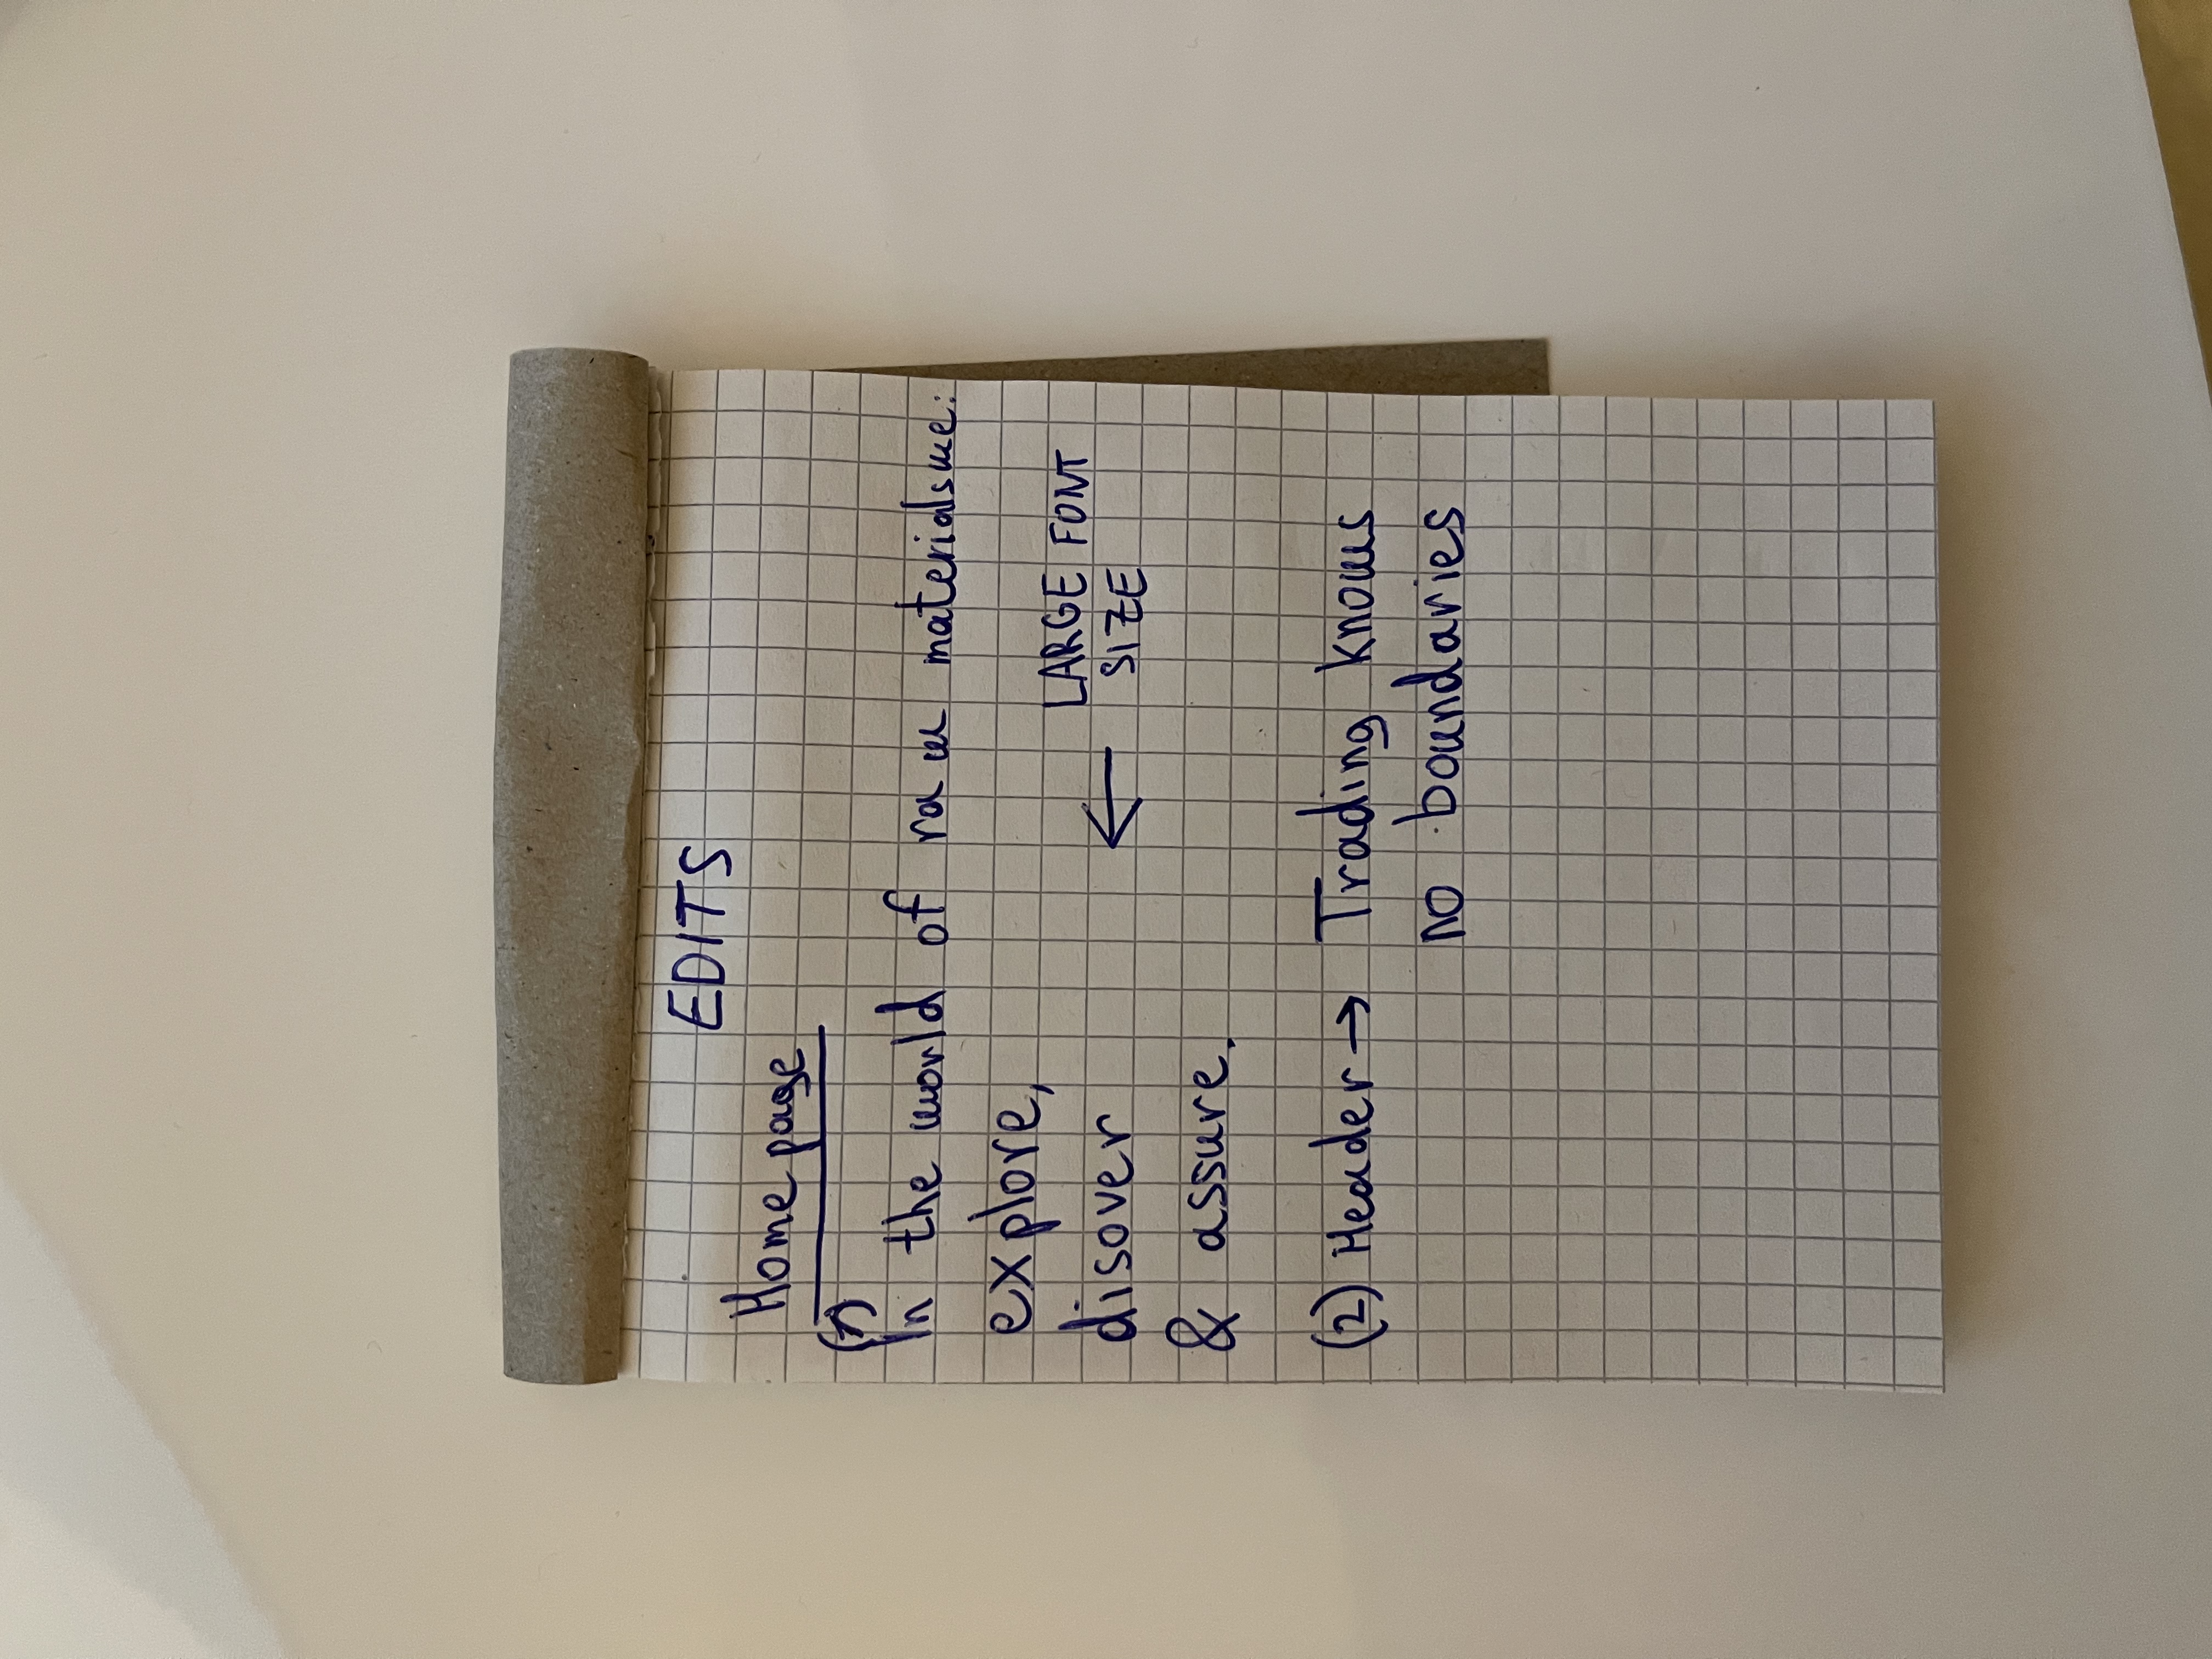 EDITS
Home page
(1)
In the world of raw materials we:
explore,
disover
← LARGE FONT
SIZE
& assure.
(2) Header → Trading knows
no boundaries